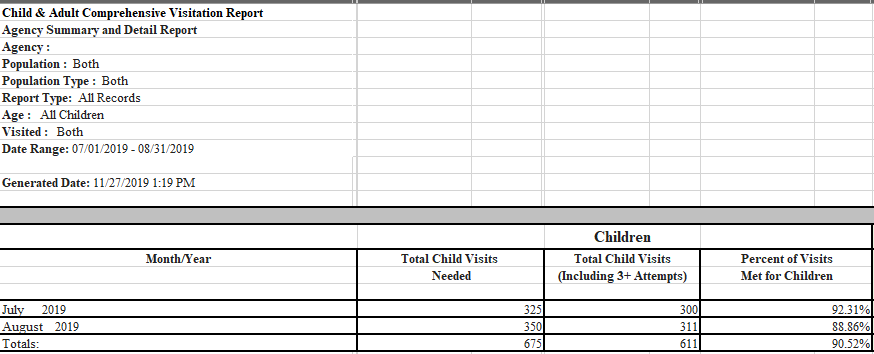 Child & Adult Comprehensive Visitation Report
Agency Summary and Detail Report
Agency :
Population : Both
Population Type : Both
Report Type: All Records
Age : All Children
Visited : Both
Date Range: 07/01/2019 - 08/31/2019
Generated Date: 11/27/2019 1:19 PM
Children
Month/Year Total Child Visits Total Child Visits Percent of Visits
Needed (Including 3+ Attempts) Met for Children
July 2019 325 300 92.31%
August 2019 350 311 88.86%
Totals: 675 611 90.52%